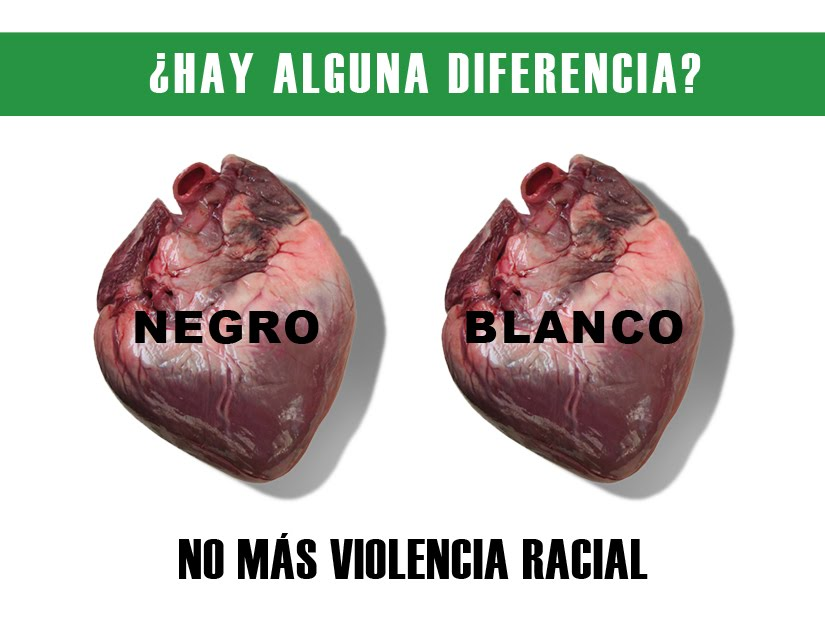 ¿HAY ALGUNA DIFERENCIA?
NEGRO
BLANCO
NO MÁS VIOLENCIA RACIAL